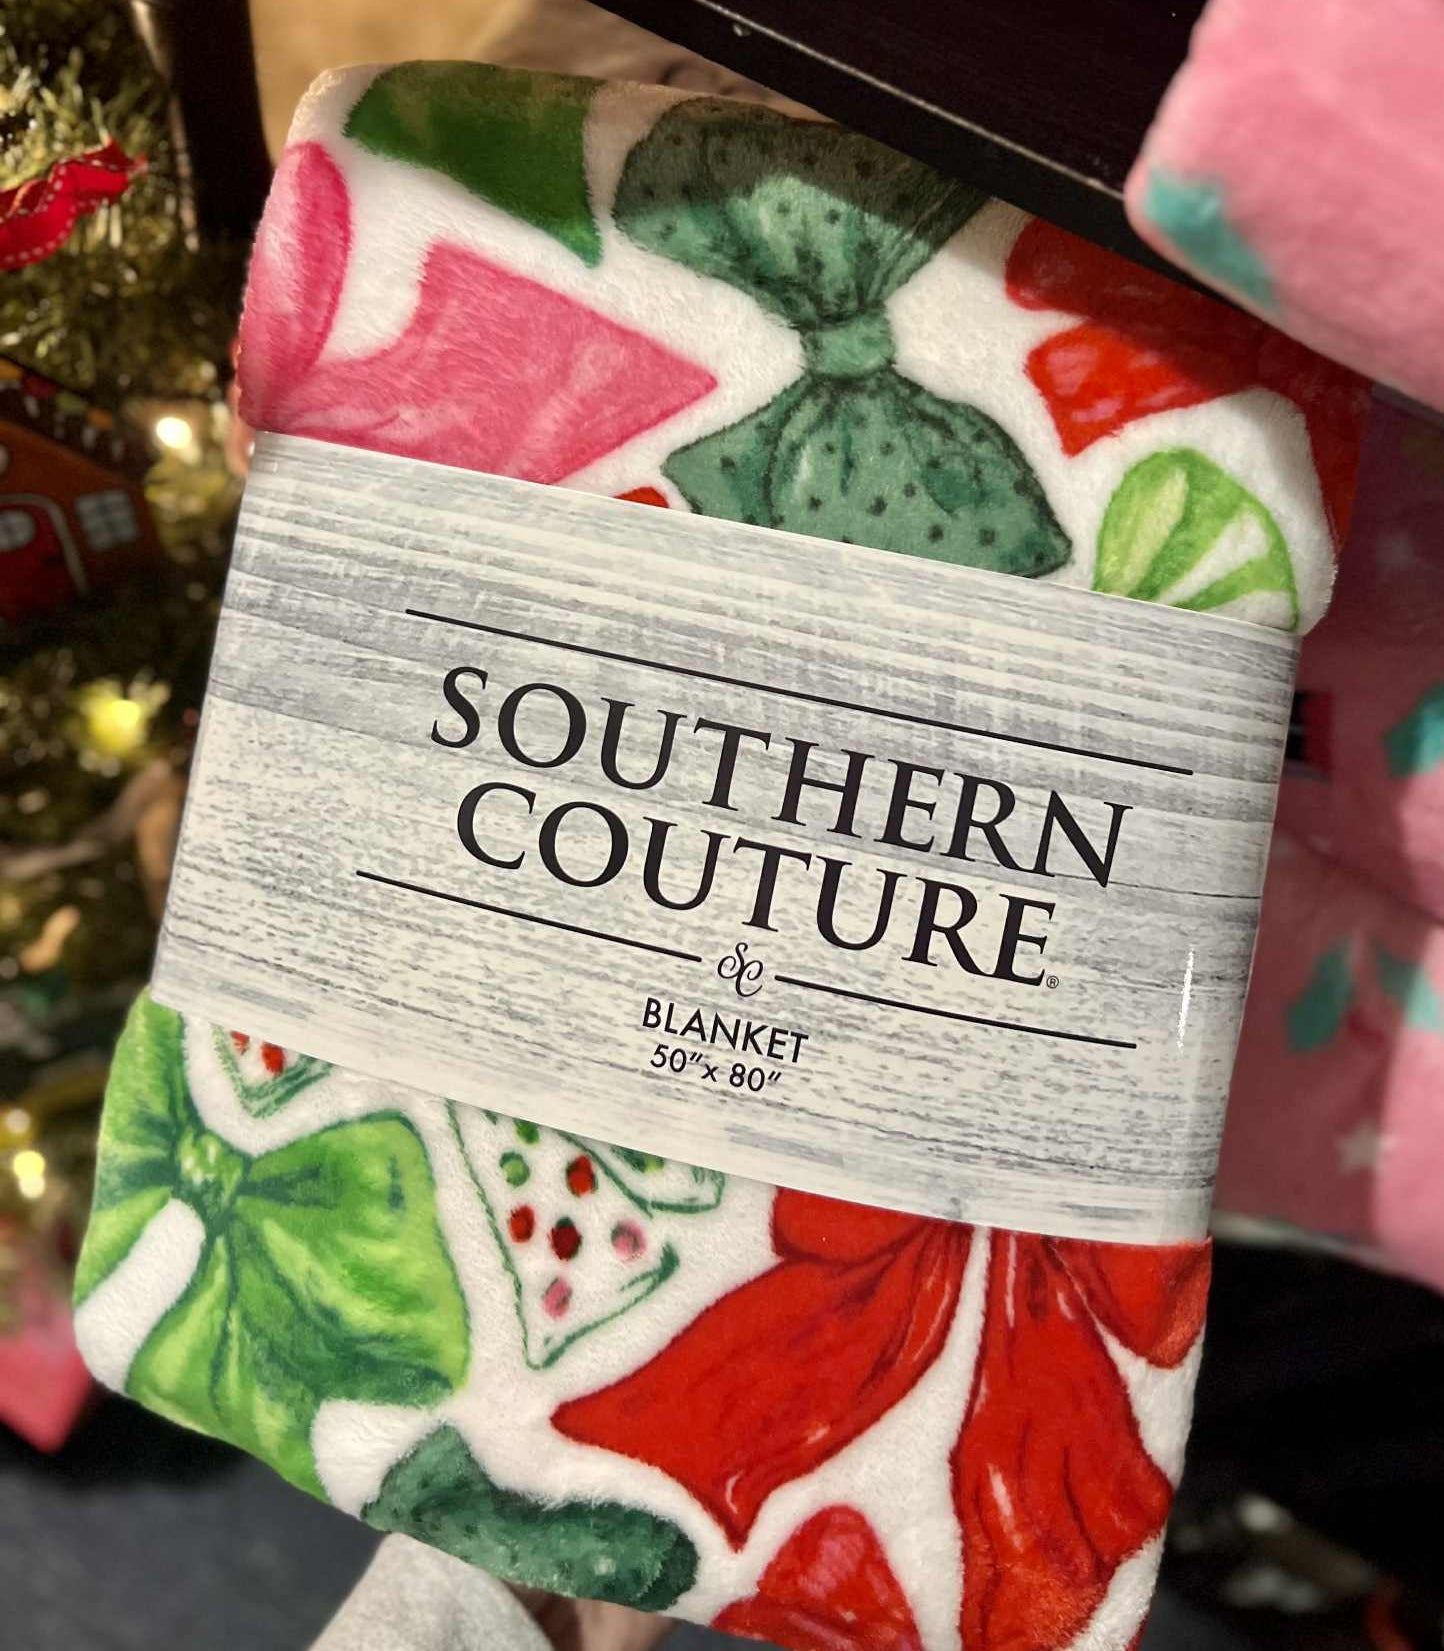 SOUTHERN
COUTURE®
SC
BLANKET
50” x 80”